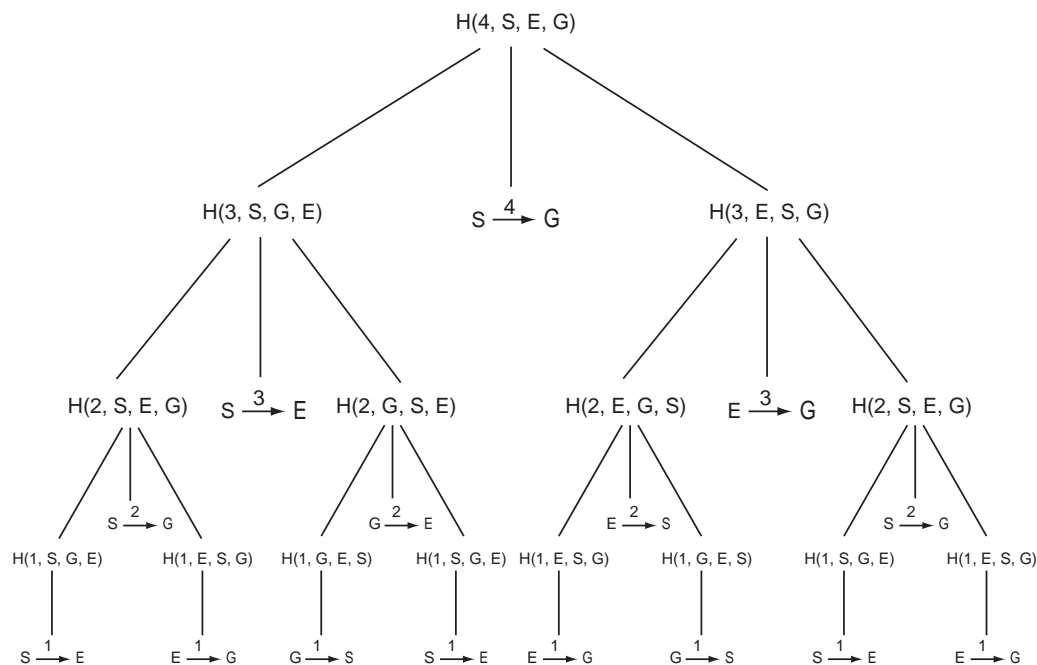 H(4, S, E, G)
H(3, S, G, E)
S 4 G
H(3, E, S, G)
H(2, S, E, G)
S 3 E
H(2, G, S, E)
H(2, E, G, S)
E 3 G
H(2, S, E, G)
S 2 G
G 2 E
E 2 S
S 2 G
H(1, S, G, E)
H(1, E, S, G)
H(1, G, E, S)
H(1, S, G, E)
H(1, E, S, G)
H(1, G, E, S)
H(1, S, G, E)
H(1, E, S, G)
S 1 E
E 1 G
G 1 S
S 1 E
E 1 G
G 1 S
S 1 E
E 1 G